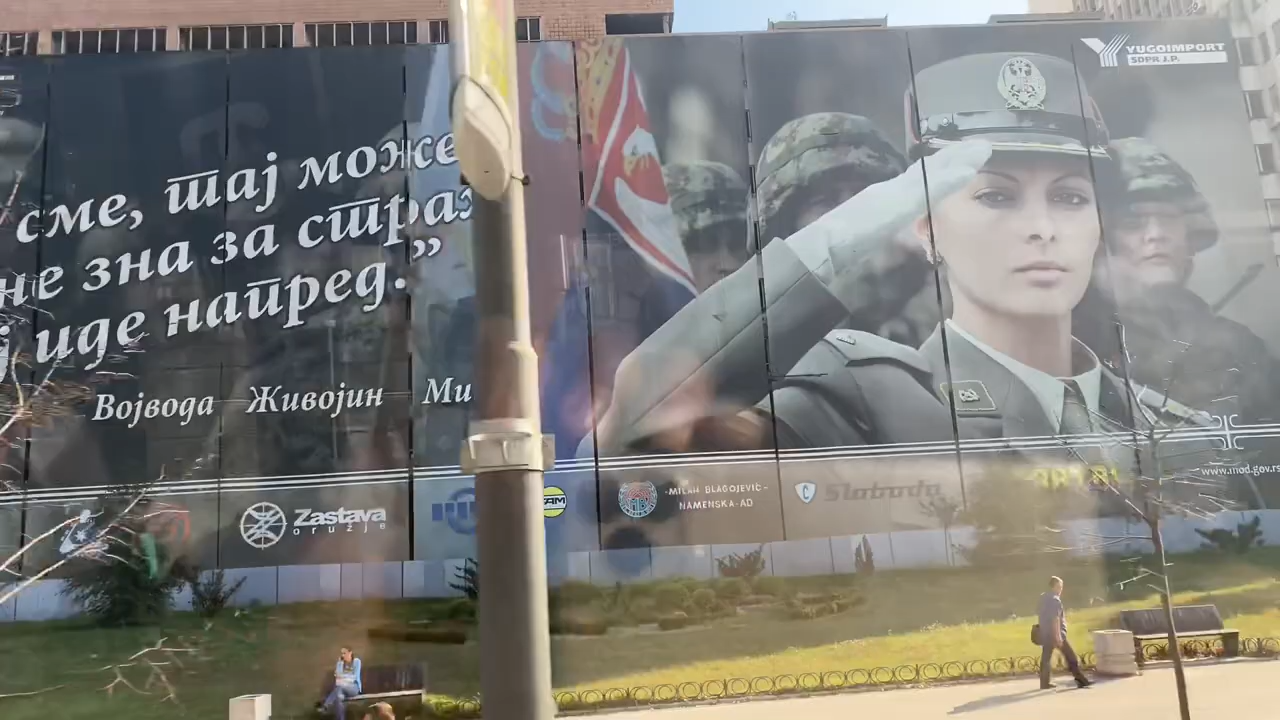 сме, тај може
не зна за страх
иде напред.”
Војвода Живојин Ми
YUGOIMPORT
SDPR J.P.
www.mod.gov.rs
Zastava
oružje
-MILAN BLAGOJEVIĆ-
NAMENSKA-AD
Sloboda